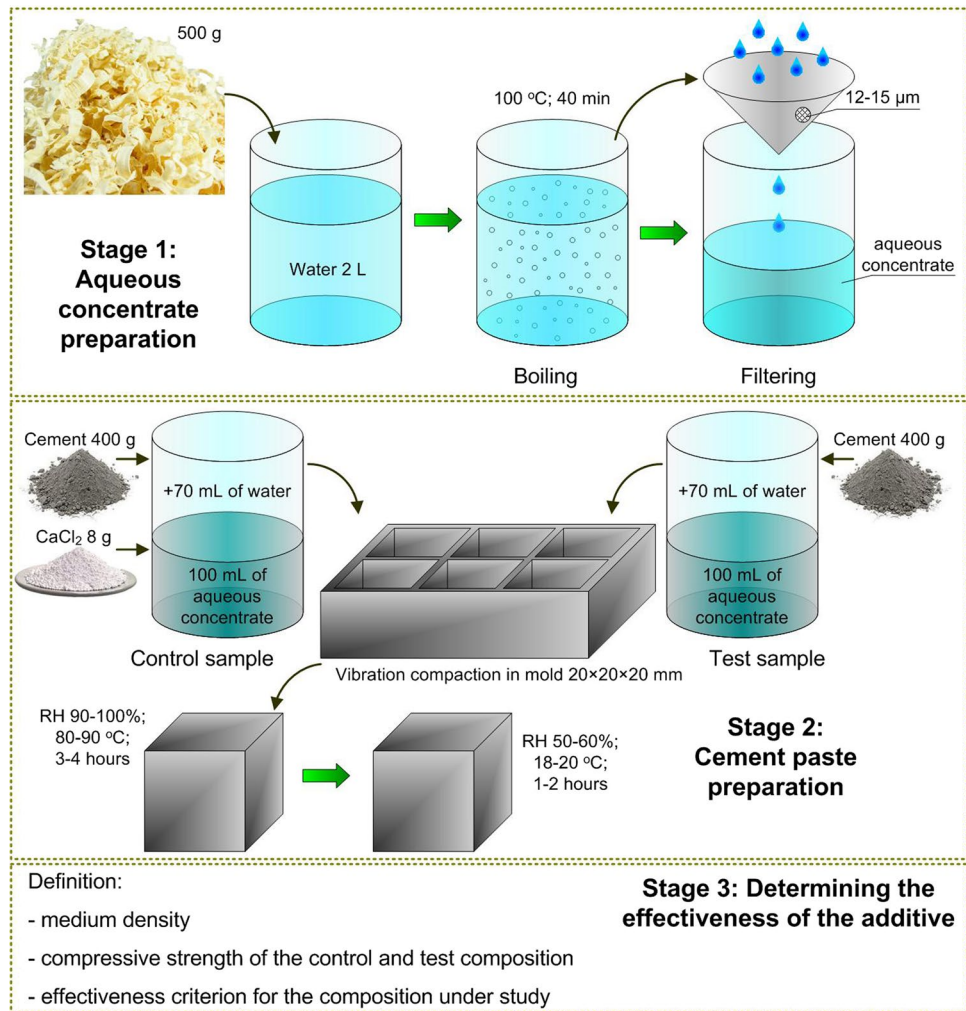 500 g
Stage 1:
Aqueous
concentrate
preparation
Water 2 L
100 ºC; 40 min
Boiling
12-15 µm
aqueous
concentrate
Filtering
Cement 400 g
CaCl₂ 8 g
+70 mL of water
100 mL of
aqueous
concentrate
Control sample
Vibration compaction in mold 20×20×20 mm
Cement 400 g
+70 mL of water
100 mL of
aqueous
concentrate
Test sample
RH 90-100%;
80-90 ºC;
3-4 hours
RH 50-60%;
18-20 ºC;
1-2 hours
Stage 2:
Cement paste
preparation
Stage 3: Determining the
effectiveness of the additive
Definition:
- medium density
- compressive strength of the control and test composition
- effectiveness criterion for the composition under study